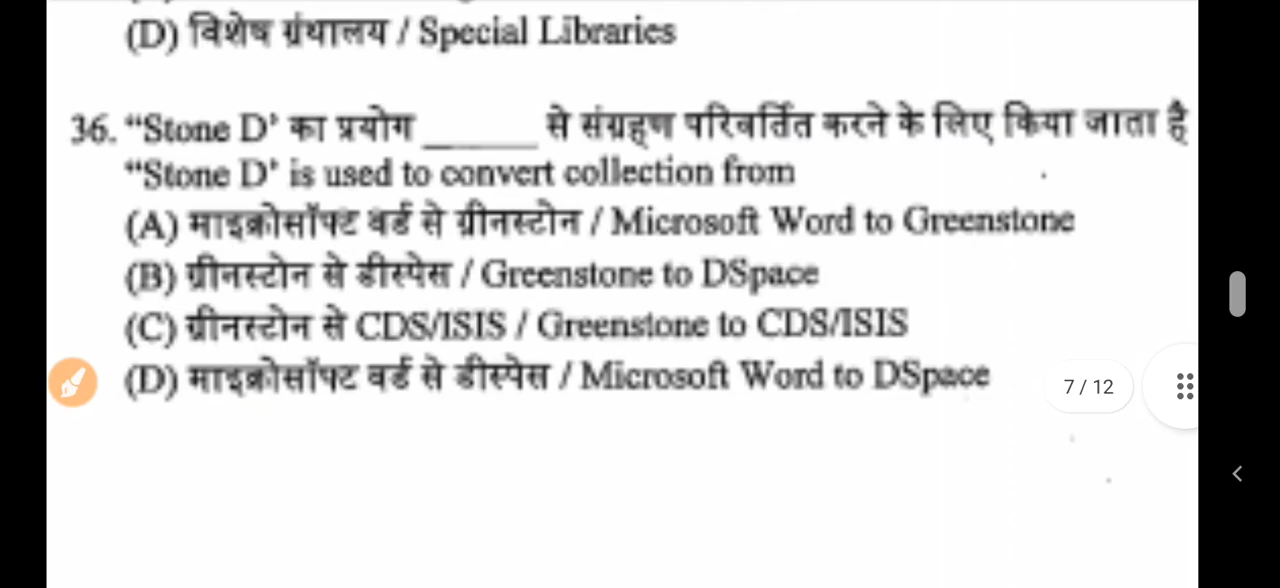 (D) विशेष ग्रंथालय / Special Libraries
36. “Stone D’ का प्रयोग ______ से संग्रहण परिवर्तित करने के लिए किया जाता है
“Stone D’ is used to convert collection from
(A) माइक्रोसॉफ्ट वर्ड से ग्रीनस्टोन / Microsoft Word to Greenstone
(B) ग्रीनस्टोन से डीस्पेस / Greenstone to DSpace
(C) ग्रीनस्टोन से CDS/ISIS / Greenstone to CDS/ISIS
(D) माइक्रोसॉफ्ट वर्ड से डीस्पेस / Microsoft Word to DSpace
7 / 12